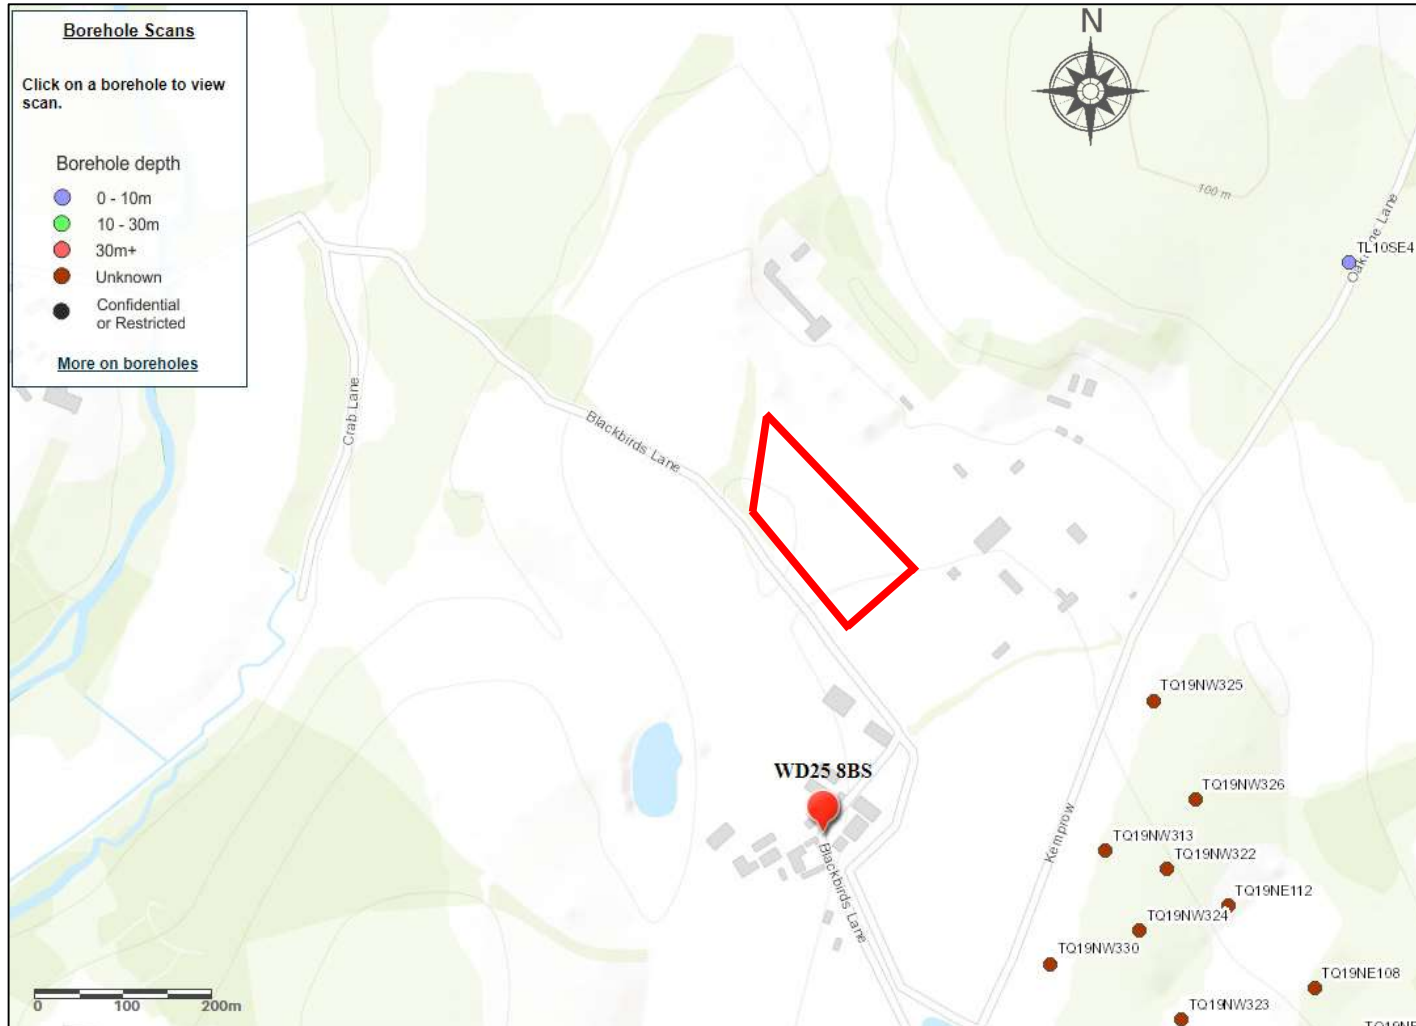 Borehole Scans
Click on a borehole to view
scan.
Borehole depth
0 - 10m
10 - 30m
30m+
Unknown
Confidential
or Restricted
More on boreholes
N
100 m
TL10SE4
Crab Lane
Blackbirds Lane
TQ19NW325
WD25 8BS
TQ19NW326
Kemprow
TQ19NW313
TQ19NW322
Blackbirds Lane
TQ19NE112
TQ19NW324
TQ19NW330
TQ19NE108
0 100 200m
TQ19NW323